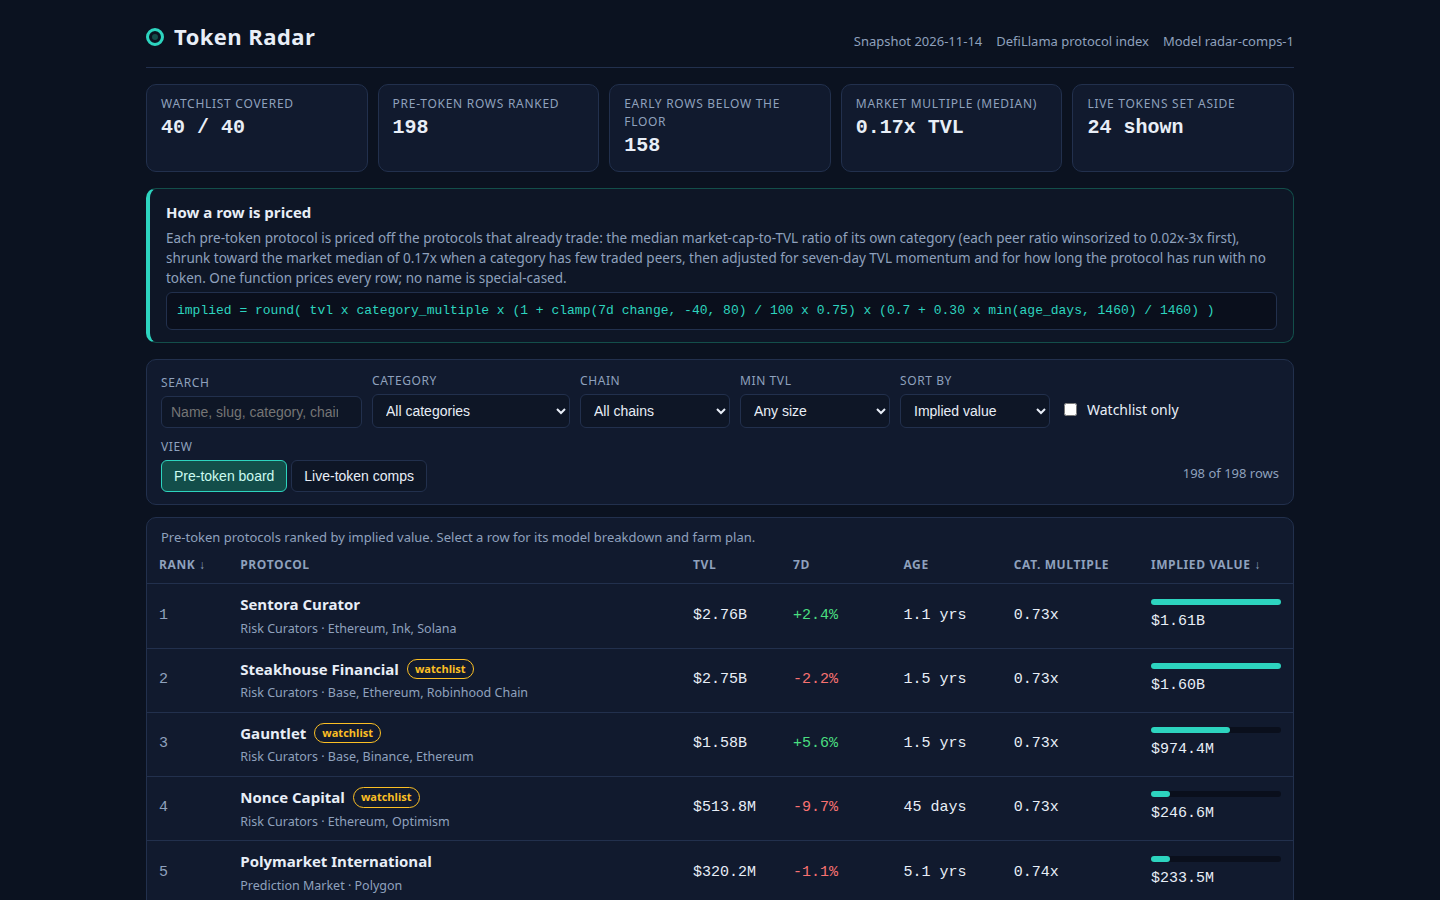 Token Radar
Snapshot 2026-11-14 DefiLlama protocol index Model radar-comps-1
WATCHLIST COVERED
40 / 40
PRE-TOKEN ROWS RANKED
198
EARLY ROWS BELOW THE
FLOOR
158
MARKET MULTIPLE (MEDIAN)
0.17x TVL
LIVE TOKENS SET ASIDE
24 shown
How a row is priced
Each pre-token protocol is priced off the protocols that already trade: the median market-cap-to-TVL ratio of its own category (each peer ratio winsorized to 0.02x-3x first),
shrunk toward the market median of 0.17x when a category has few traded peers, then adjusted for seven-day TVL momentum and for how long the protocol has run with no
token. One function prices every row; no name is special-cased.
implied = round( tvl x category_multiple x (1 + clamp(7d change, -40, 80) / 100 x 0.75) x (0.7 + 0.30 x min(age_days, 1460) / 1460) )
SEARCH
Name, slug, category, chain
CATEGORY
All categories
CHAIN
All chains
MIN TVL
Any size
SORT BY
Implied value
Watchlist only
VIEW
Pre-token board Live-token comps
198 of 198 rows
Pre-token protocols ranked by implied value. Select a row for its model breakdown and farm plan.
RANK ↓ PROTOCOL TVL 7D AGE CAT. MULTIPLE IMPLIED VALUE ↓
1 Sentora Curator $2.76B +2.4% 1.1 yrs 0.73x $1.61B
Risk Curators · Ethereum, Ink, Solana
2 Steakhouse Financial watchlist $2.75B -2.2% 1.5 yrs 0.73x $1.60B
Risk Curators · Base, Ethereum, Robinhood Chain
3 Gauntlet watchlist $1.58B +5.6% 1.5 yrs 0.73x $974.4M
Risk Curators · Base, Binance, Ethereum
4 Nonce Capital watchlist $513.8M -9.7% 45 days 0.73x $246.6M
Risk Curators · Ethereum, Optimism
5 Polymarket International $320.2M -1.1% 5.1 yrs 0.74x $233.5M
Prediction Market · Polygon